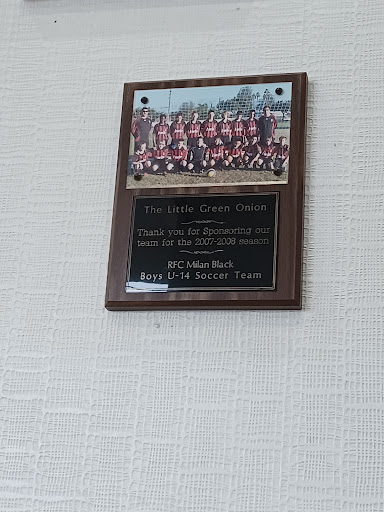 The Little Green Onion
Thank you for Sponsoring our
team for the 2007-2008 season
RFC Milan Black
Boys U-14 Soccer Team